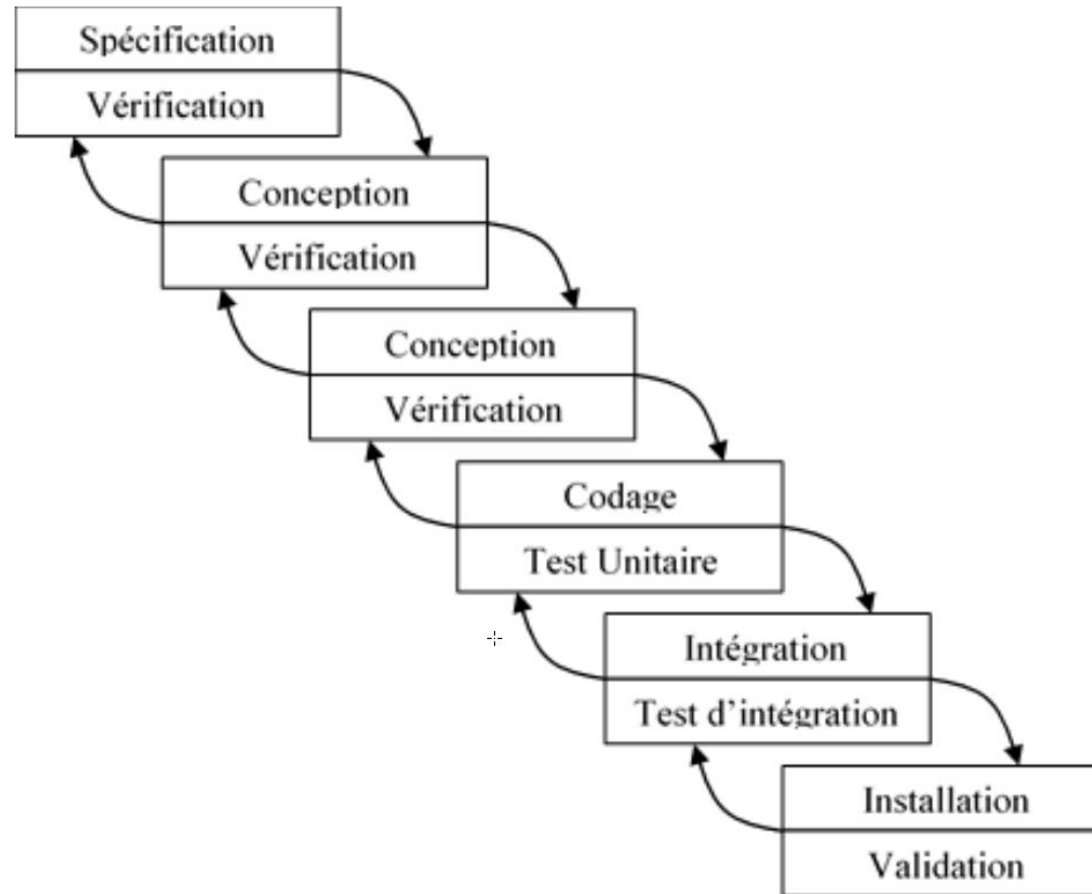 Spécification
Vérification
Conception
Vérification
Conception
Vérification
Codage
Test Unitaire
Intégration
Test d’intégration
Installation
Validation